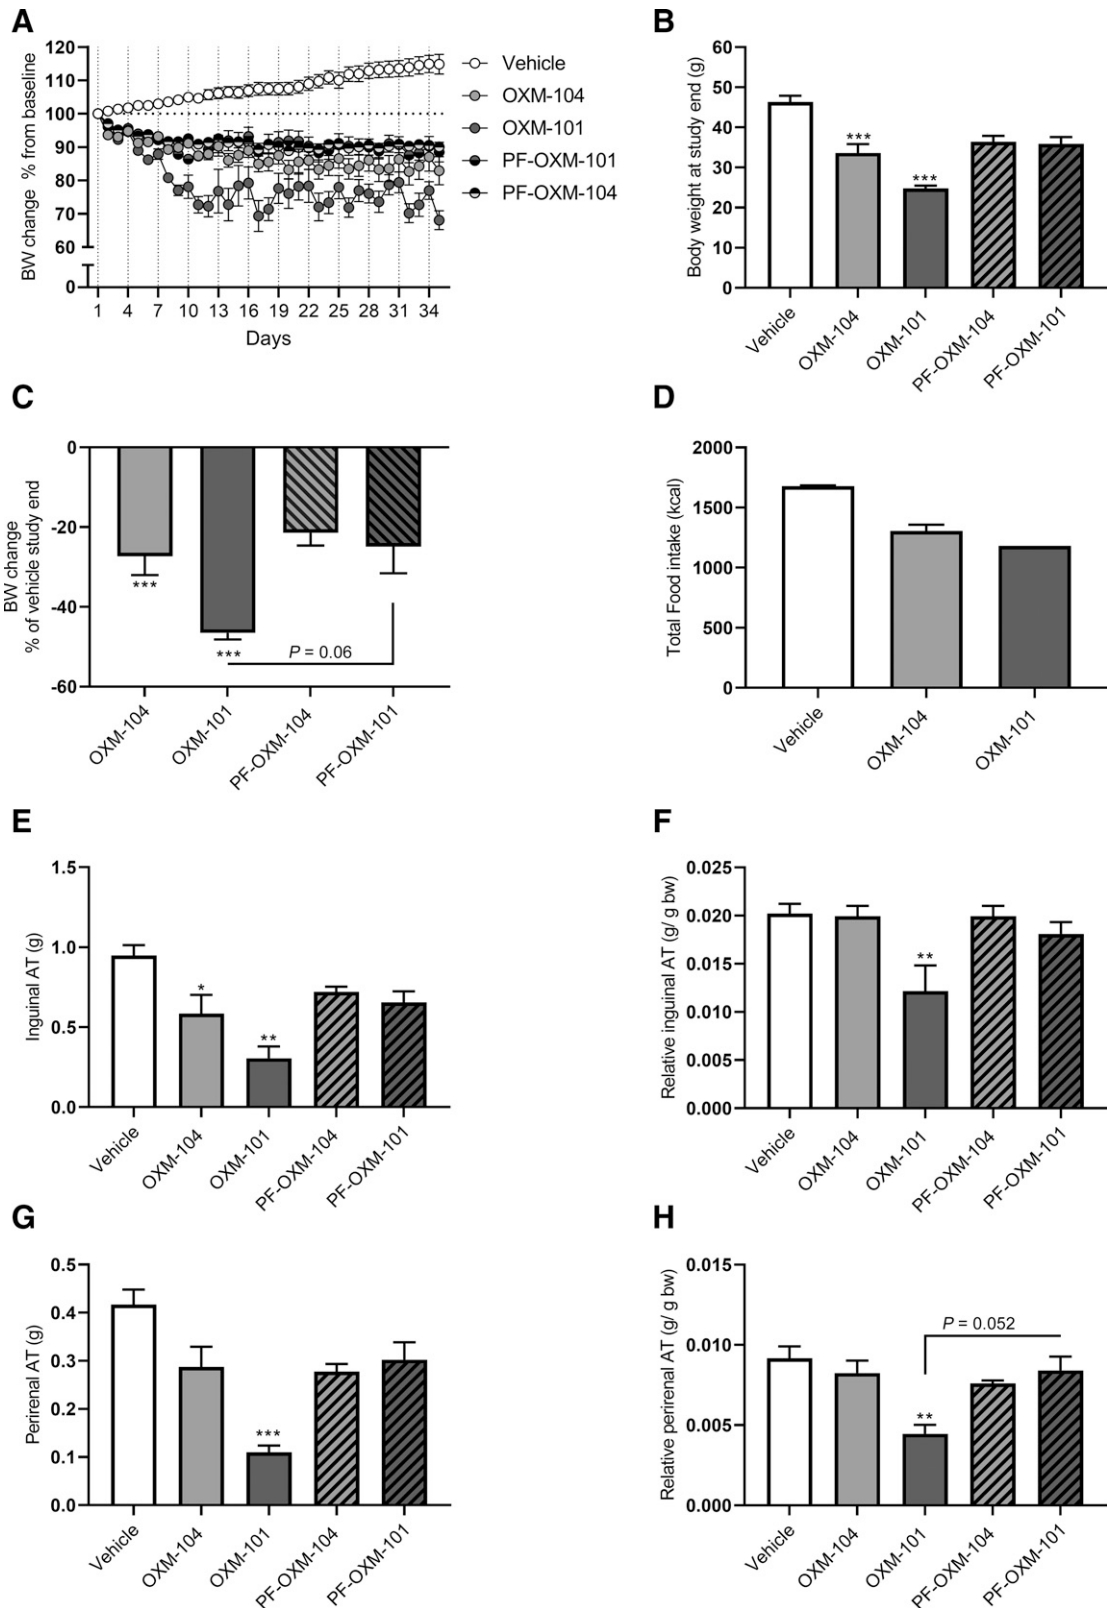 A
BW change % from baseline
120
110
100
90
80
70
60
0
1 4 7 10 13 16 19 22 25 28 31 34
Days
Vehicle
OXM-104
OXM-101
PF-OXM-101
PF-OXM-104
B
Body weight at study end (g)
60
50
40
30
20
10
0
***
***
Vehicle OXM-104 OXM-101 PF-OXM-104 PF-OXM-101
C
BW change
% of vehicle study end
0
-20
-40
-60
***
***
P = 0.06
OXM-104 OXM-101 PF-OXM-104 PF-OXM-101
D
Total Food intake (kcal)
2000
1500
1000
500
0
Vehicle OXM-104 OXM-101
E
Inguinal AT (g)
1.5
1.0
0.5
0.0
*
**
Vehicle OXM-104 OXM-101 PF-OXM-104 PF-OXM-101
F
Relative inguinal AT (g/ g bw)
0.025
0.020
0.015
0.010
0.005
0.000
**
Vehicle OXM-104 OXM-101 PF-OXM-104 PF-OXM-101
G
Perirenal AT (g)
0.5
0.4
0.3
0.2
0.1
0.0
***
Vehicle OXM-104 OXM-101 PF-OXM-104 PF-OXM-101
H
Relative perirenal AT (g/ g bw)
0.015
0.010
0.005
0.000
P = 0.052
**
Vehicle OXM-104 OXM-101 PF-OXM-104 PF-OXM-101